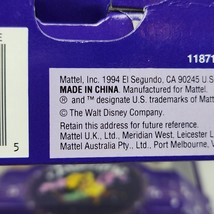 11871
E
5
Mattel, Inc. 1994 El Segundo, CA 90245 U.S
MADE IN CHINA. Manufactured for Mattel.
® and ™ designate U.S. trademarks of Matt
© The Walt Disney Company.
Retain this address for future reference.
Mattel U.K., Ltd., Meridian West. Leicester L
Mattel Australia Pty., Ltd., Port Melbourne, V